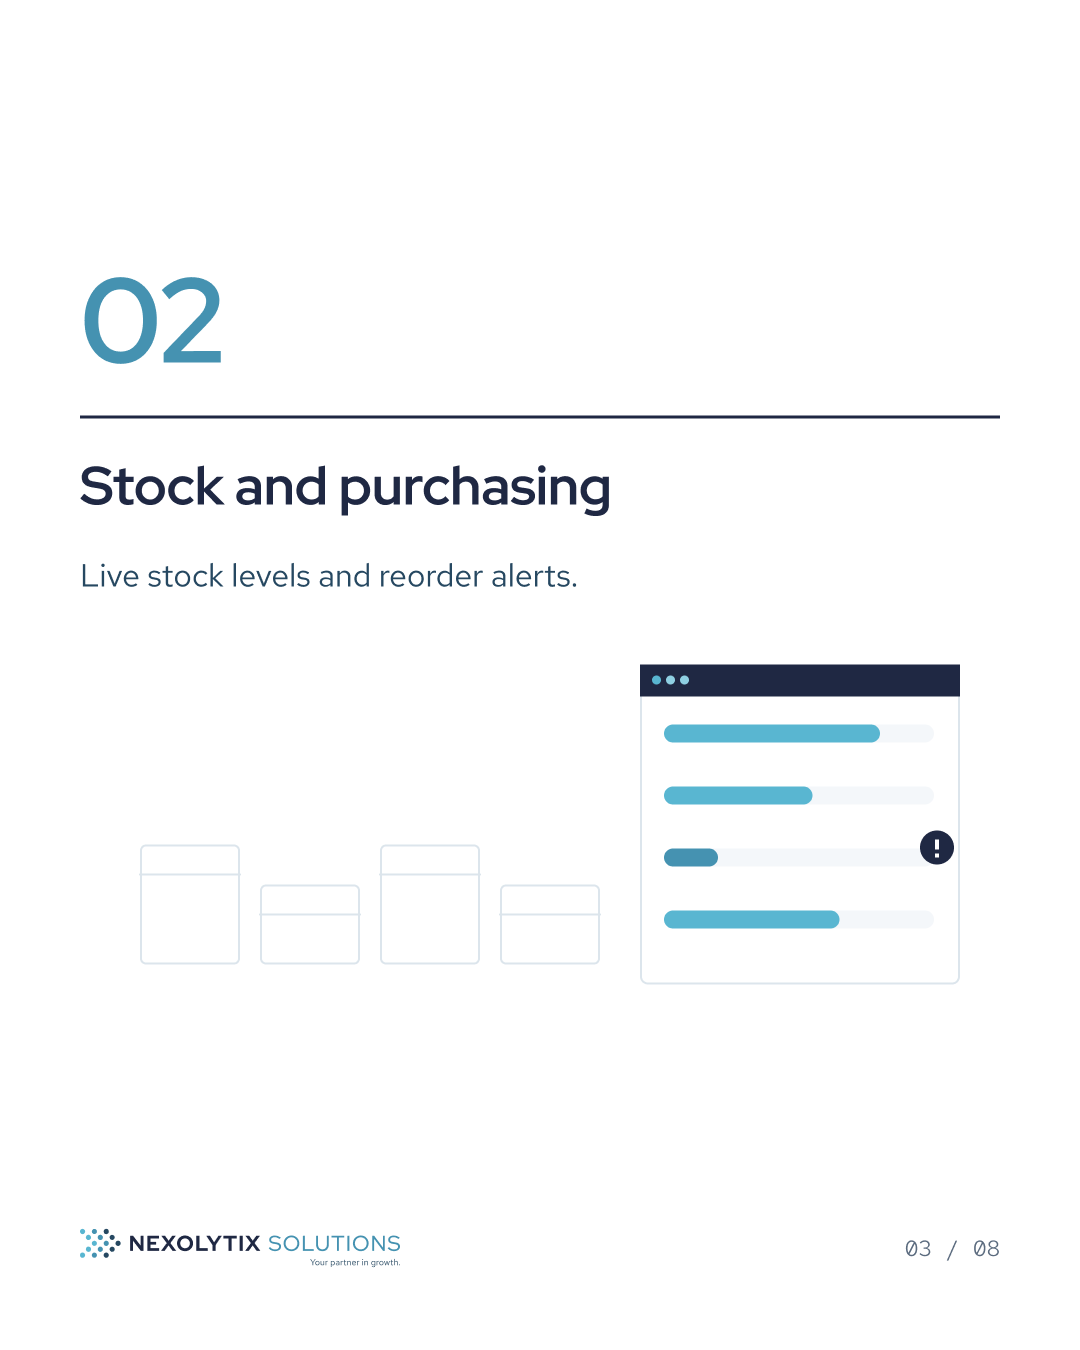 02
Stock and purchasing
Live stock levels and reorder alerts.
!
NEXOLYTIX SOLUTIONS
Your partner in growth.
03 / 08